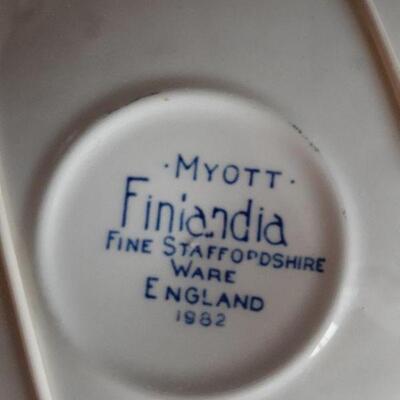 · MYOTT ·
Finlandia
FINE STAFFORDSHIRE
WARE
ENGLAND
1982